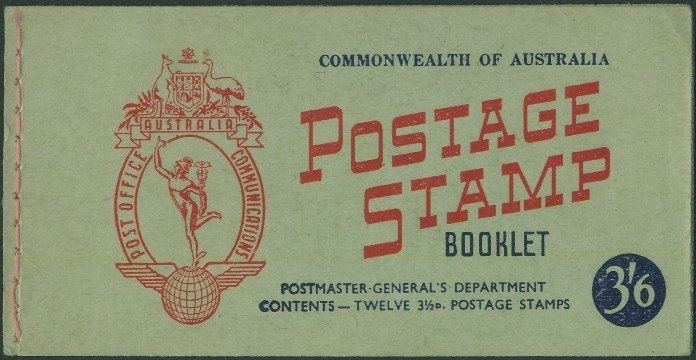 COMMONWEALTH OF AUSTRALIA
POSTAGE
STAMP
BOOKLET
POSTMASTER-GENERAL'S DEPARTMENT
CONTENTS — TWELVE 3½D. POSTAGE STAMPS
3/6
AUSTRALIA
POST OFFICE
COMMUNICATIONS